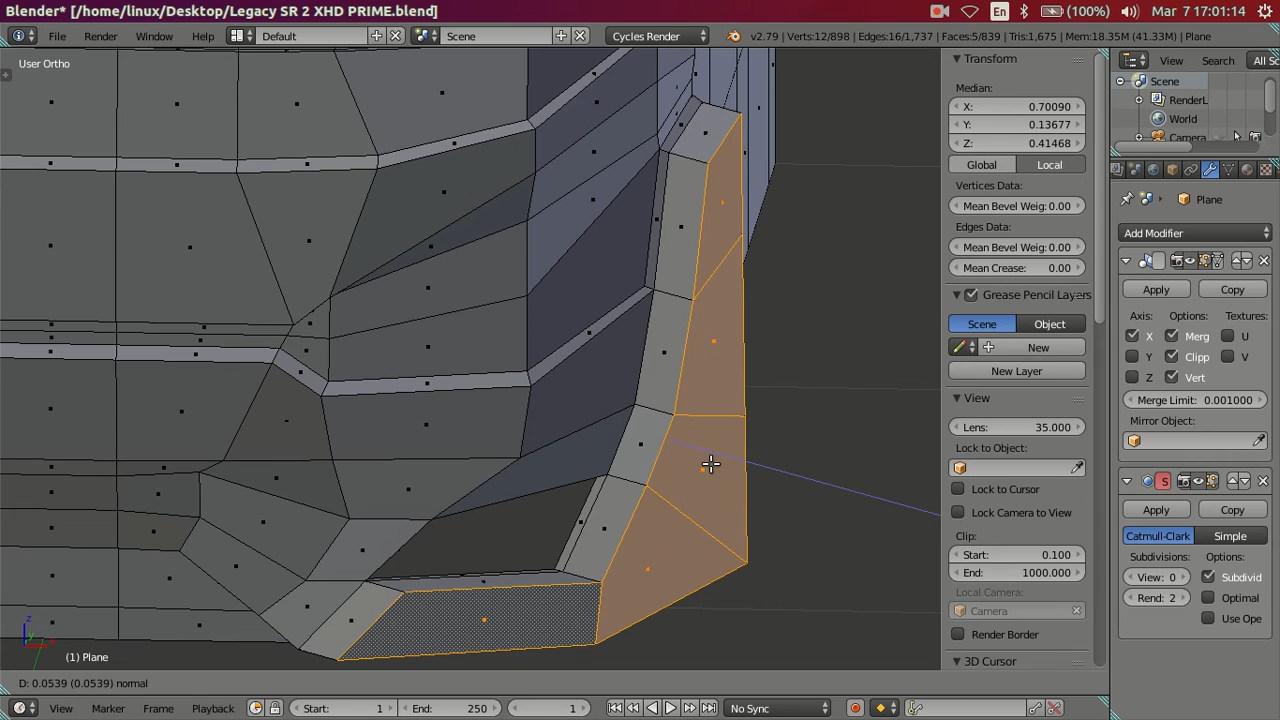 Blender* [/home/linux/Desktop/Legacy SR 2 XHD PRIME.blend]
En (100%) Mar 7 17:01:14
File Render Window Help Default Scene Cycles Render v2.79 | Verts:12/898 | Edges:16/1,737 | Faces:5/839 | Tris:1,675 | Mem:18.35M (41.33M) | Plane
User Ortho
(1) Plane
D: 0.0539 (0.0539) normal
Transform
Median:
X: 0.70090
Y: 0.13677
Z: 0.41468
Global Local
Vertices Data:
Mean Bevel Weig: 0.00
Edges Data:
Mean Bevel Weig: 0.00
Mean Crease: 0.00
Grease Pencil Layers
Scene Object
New
New Layer
View
Lens: 35.000
Lock to Object:
Lock to Cursor
Lock Camera to View
Clip:
Start: 0.100
End: 1000.000
Local Camera:
Camera
Render Border
3D Cursor
View Search All Sc
Scene
RenderL
World
Camera
Plane
Add Modifier
Apply Copy
Axis: Options: Textures:
X Merg U
Y Clipp V
Z Vert
Merge Limit: 0.001000
Mirror Object:
S
Apply Copy
Catmull-Clark Simple
Subdivisions: Options:
View: 0 Subdivid
Rend: 2 Optimal
Use Ope
View Marker Frame Playback Start: 1 End: 250 1 No Sync